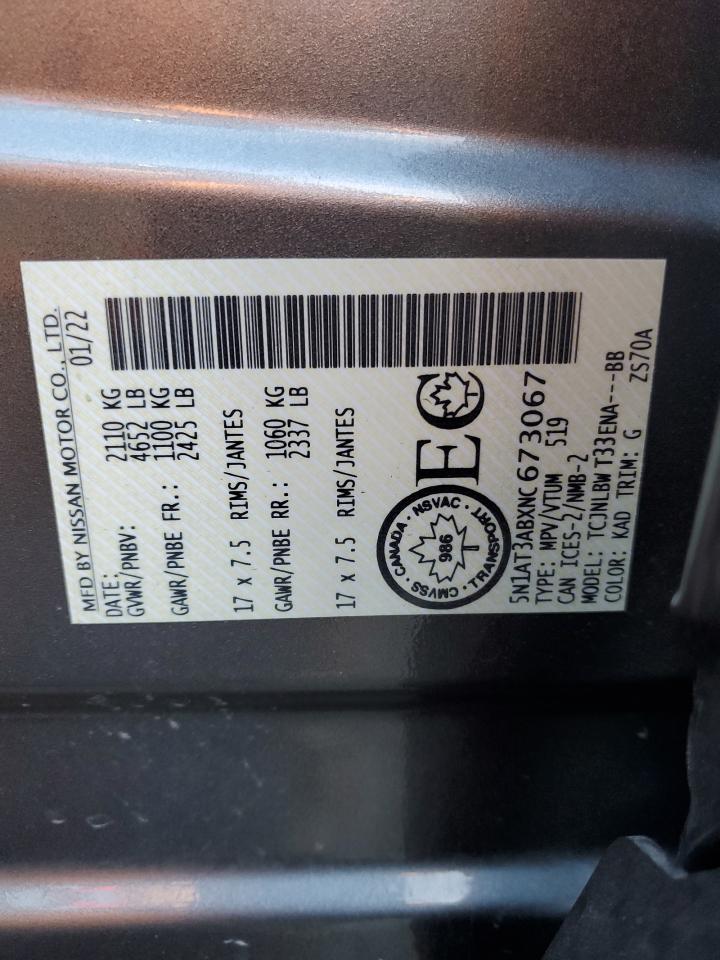 MFD BY NISSAN MOTOR CO., LTD.
DATE: 01/22
GVWR/PNBV: 2110 KG
4652 LB
GAWR/PNBE FR.: 1100 KG
2425 LB
17 x 7.5 RIMS/JANTES
GAWR/PNBE RR.: 1060 KG
2337 LB
17 x 7.5 RIMS/JANTES
CANADA · NSVAC · TRANSPORT · CMVSS ·
986
EC
5N1AT3ABXNC673067
TYPE: MPV/VTUM 519
CAN ICES-2/NMB-2
MODEL: TCJNLBW T33ENA---BB
COLOR: KAD TRIM: G ZS70A